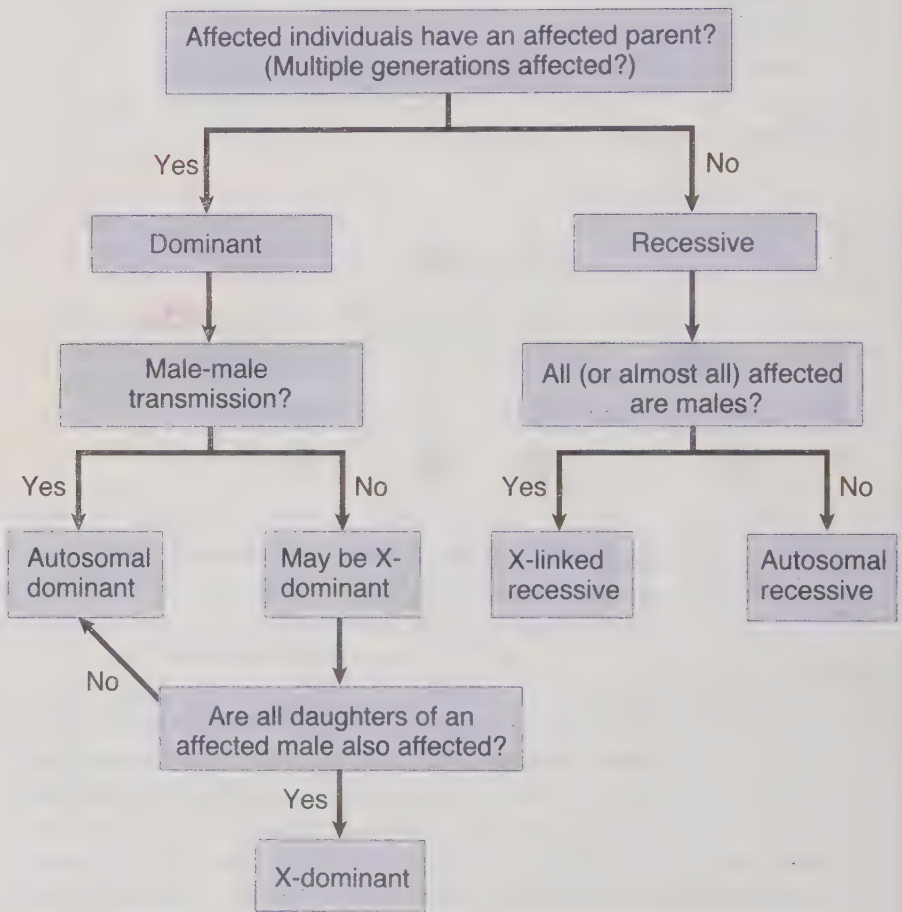 Affected individuals have an affected parent?
(Multiple generations affected?)
Yes
No
Dominant
Recessive
Male-male
transmission?
All (or almost all) affected
are males?
Yes
No
Yes
No
Autosomal
dominant
May be X-
dominant
X-linked
recessive
Autosomal
recessive
No
Are all daughters of an
affected male also affected?
Yes
X-dominant